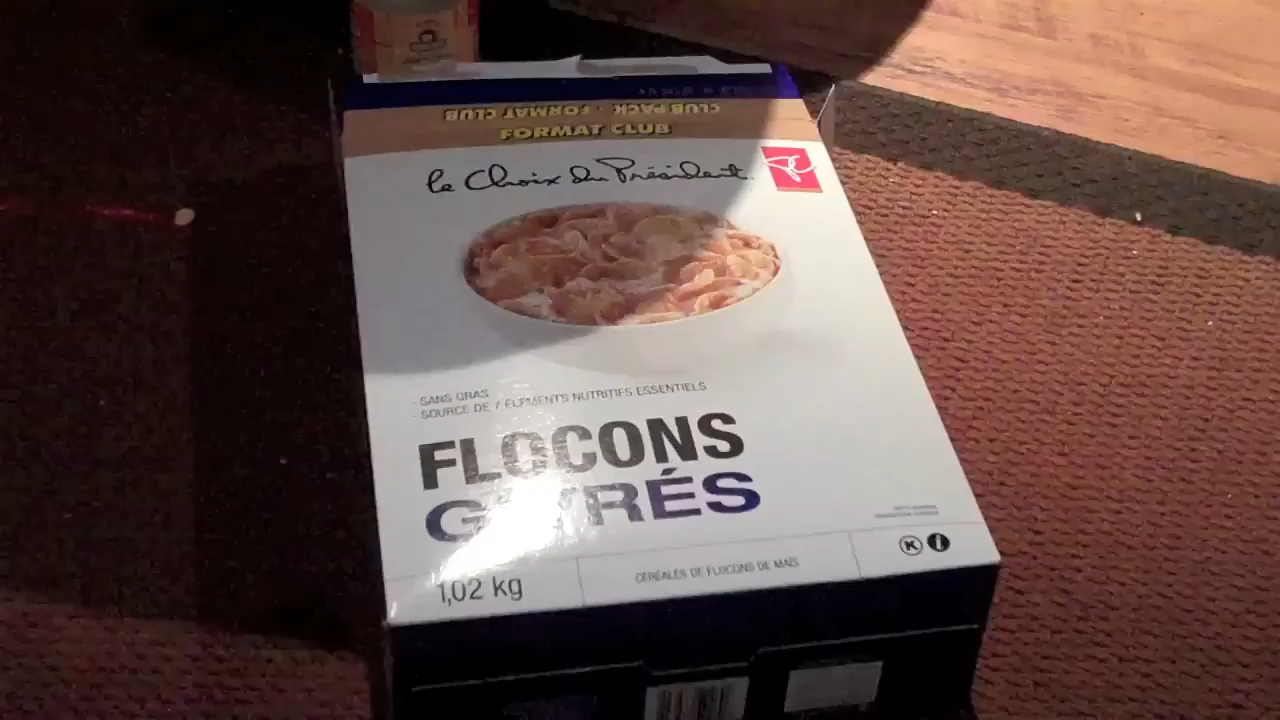 CLUB PACK · FORMAT CLUB
FORMAT CLUB
le Choix du Président
PC
- SANS GRAS
- SOURCE DE 7 ÉLÉMENTS NUTRITIFS ESSENTIELS
FLOCONS
GIVRÉS
1,02 kg
CÉRÉALES DE FLOCONS DE MAÏS
K